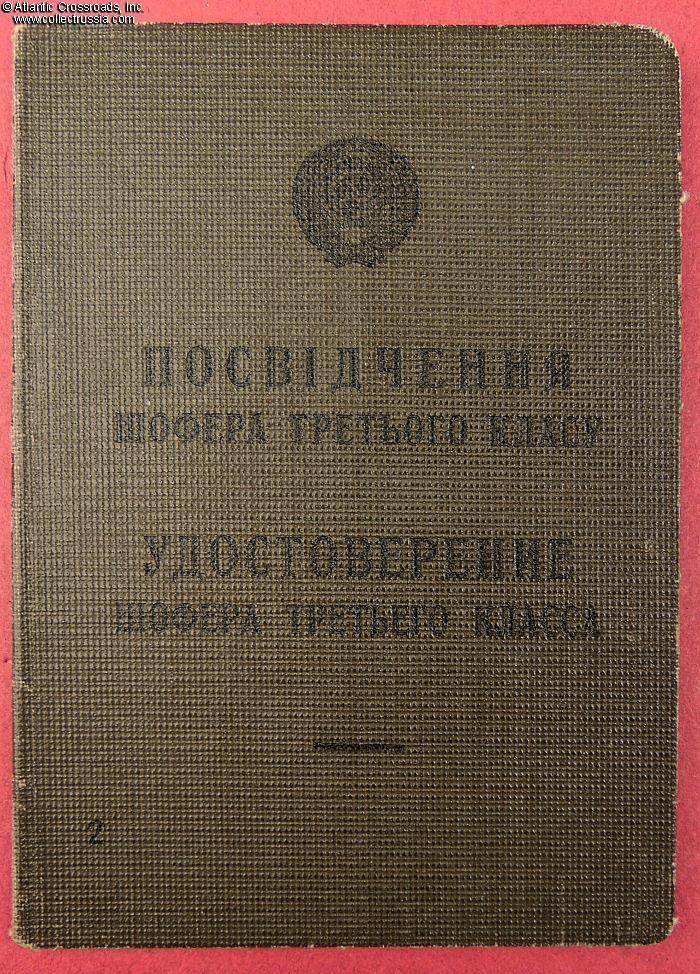 © Atlantic Crossroads, Inc.
www.collectrussia.com
ПОСВІДЧЕННЯ
ШОФЕРА ТРЕТЬОГО КЛАСУ
УДОСТОВЕРЕНИЕ
ШОФЕРА ТРЕТЬЕГО КЛАССА
2